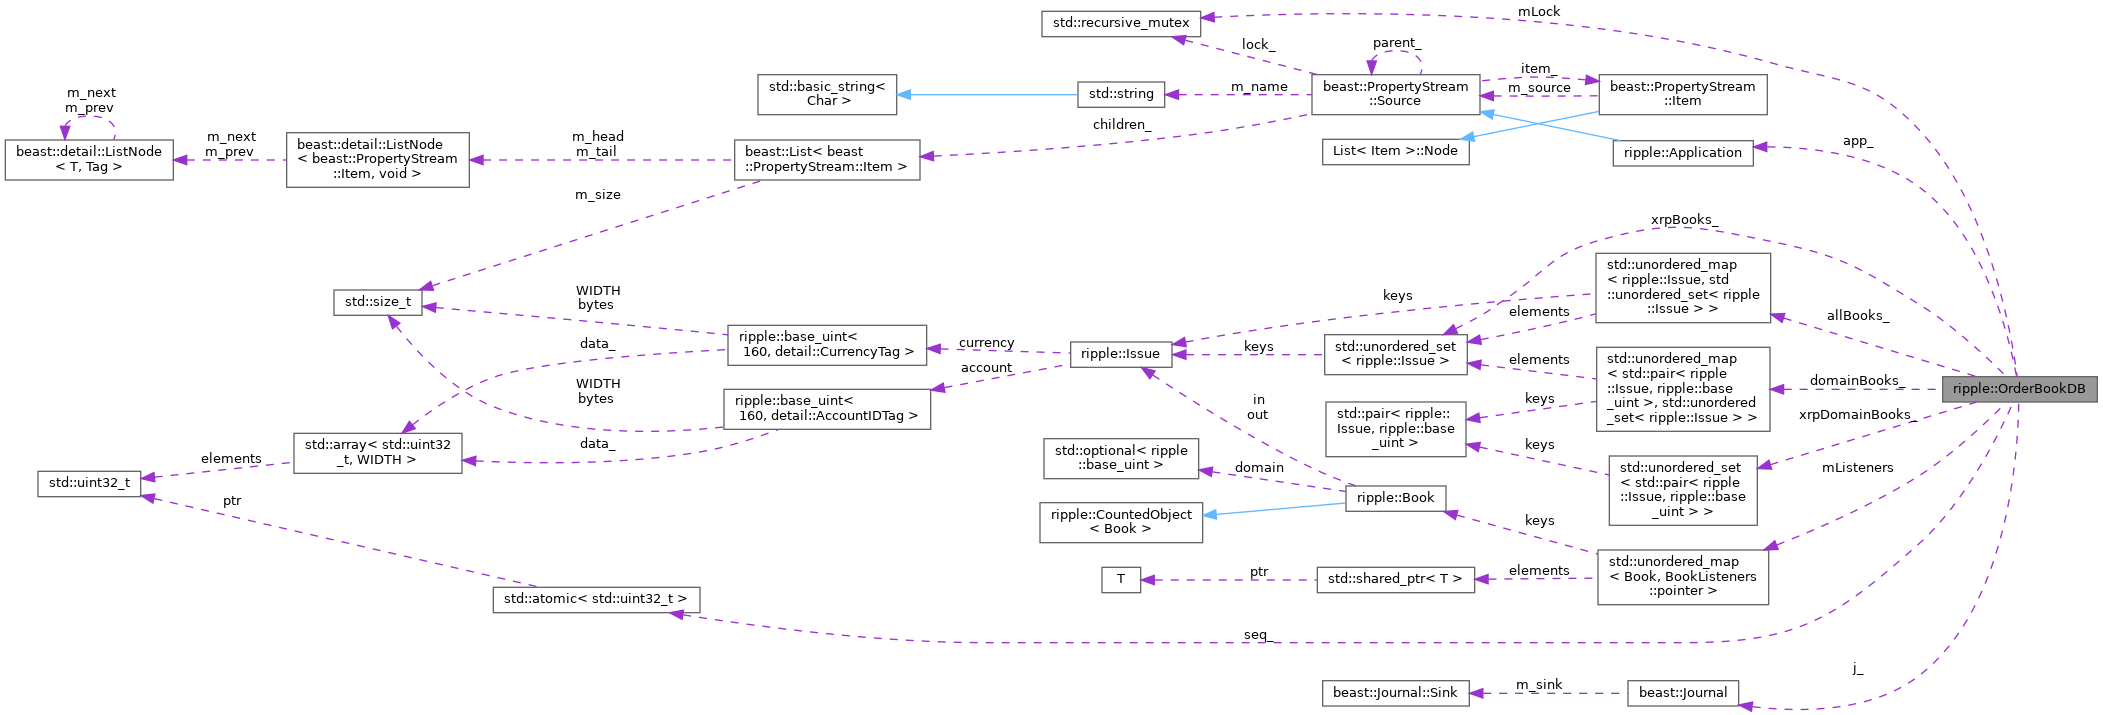 mLock
std::recursive_mutex
lock_
parent_
item_
m_source
beast::PropertyStream
::Source
beast::PropertyStream
::Item
std::basic_string<
Char >
std::string
m_name
m_next
m_prev
children_
app_
beast::detail::ListNode
< T, Tag >
m_next
m_prev
beast::detail::ListNode
< beast::PropertyStream
::Item, void >
m_head
m_tail
beast::List< beast
::PropertyStream::Item >
List< Item >::Node
ripple::Application
m_size
xrpBooks_
std::unordered_map
< ripple::Issue, std
::unordered_set< ripple
::Issue > >
keys
elements
allBooks_
std::size_t
WIDTH
bytes
ripple::base_uint<
160, detail::CurrencyTag >
currency
ripple::Issue
keys
std::unordered_set
< ripple::Issue >
data_
account
elements
std::unordered_map
< std::pair< ripple
::Issue, ripple::base
_uint >, std::unordered
_set< ripple::Issue > >
domainBooks_
ripple::OrderBookDB
WIDTH
bytes
ripple::base_uint<
160, detail::AccountIDTag >
in
out
keys
std::pair< ripple::
Issue, ripple::base
_uint >
xrpDomainBooks_
std::array< std::uint32
_t, WIDTH >
data_
std::optional< ripple
::base_uint >
domain
keys
std::unordered_set
< std::pair< ripple
::Issue, ripple::base
_uint > >
mListeners
elements
std::uint32_t
ptr
ripple::Book
ripple::CountedObject
< Book >
keys
std::unordered_map
< Book, BookListeners
::pointer >
T
ptr
std::shared_ptr< T >
elements
std::atomic< std::uint32_t >
seq_
j_
beast::Journal::Sink
m_sink
beast::Journal